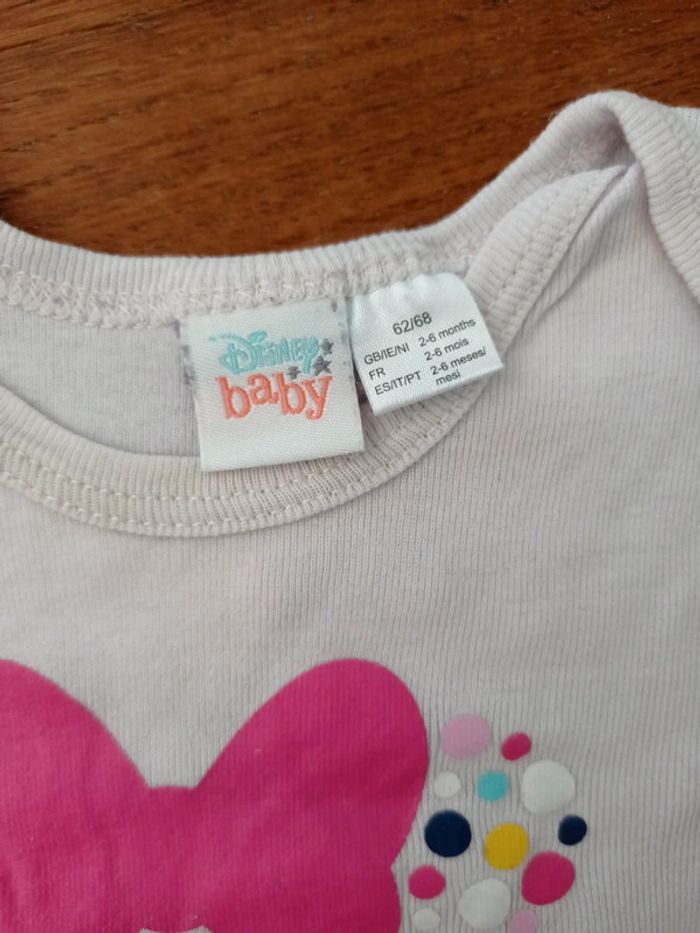 Disney
baby
62/68
GB/IE/NI 2-6 months
FR 2-6 mois
ES/IT/PT 2-6 meses/
mesi